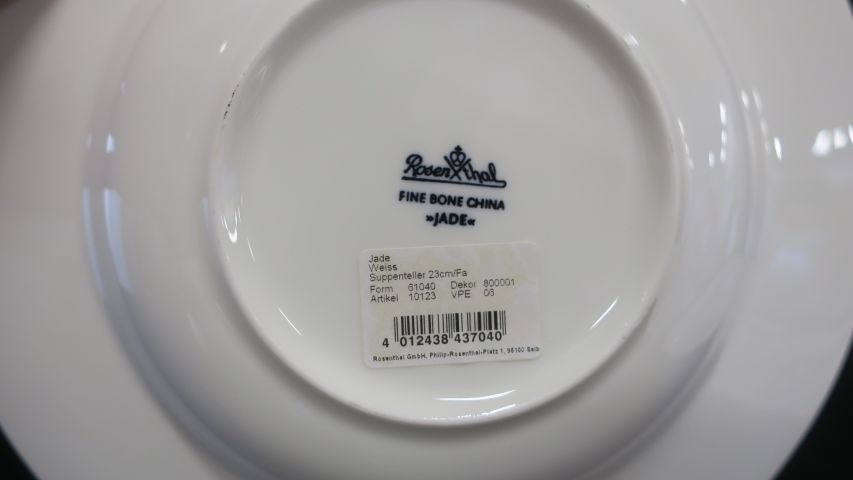 Rosenthal
FINE BONE CHINA
»JADE«
Jade
Weiss
Suppenteller 23cm/Fa
Form 61040 Dekor 800001
Artikel 10123 VPE 06
4 012438 437040
Rosenthal GmbH, Philip-Rosenthal-Platz 1, 95100 Selb